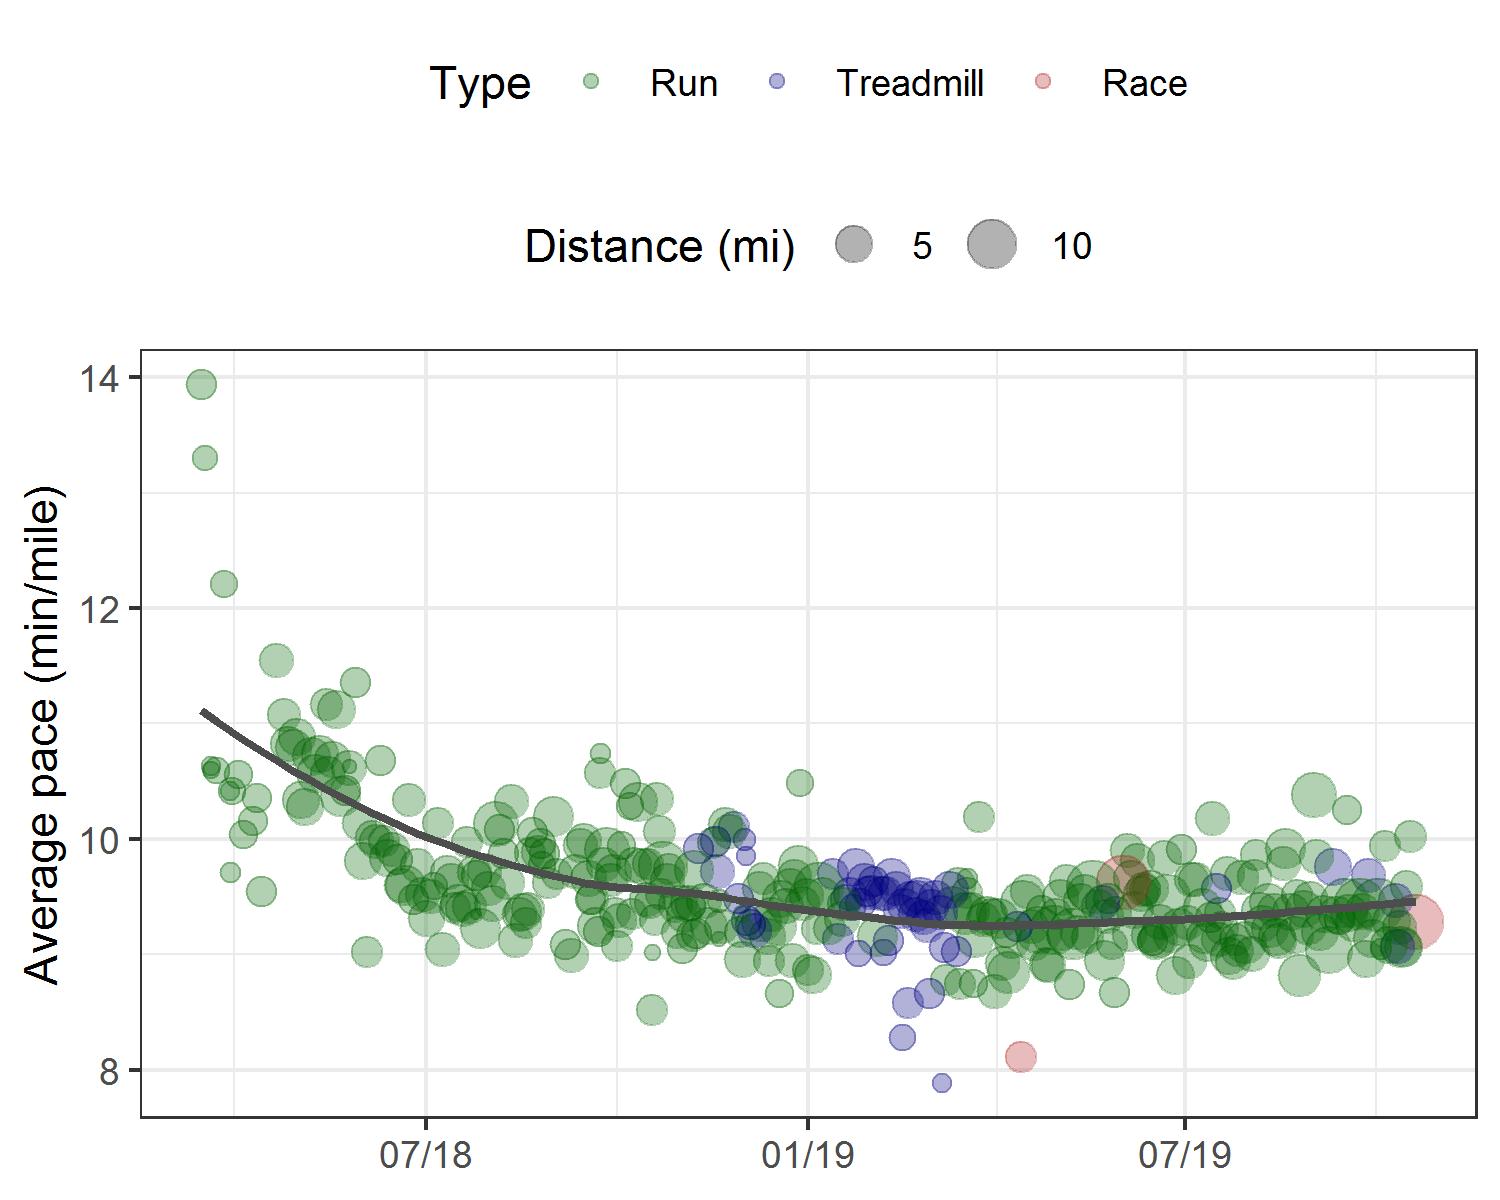 Type Run Treadmill Race
Distance (mi) 5 10
Average pace (min/mile)
14
12
10
8
07/18 01/19 07/19